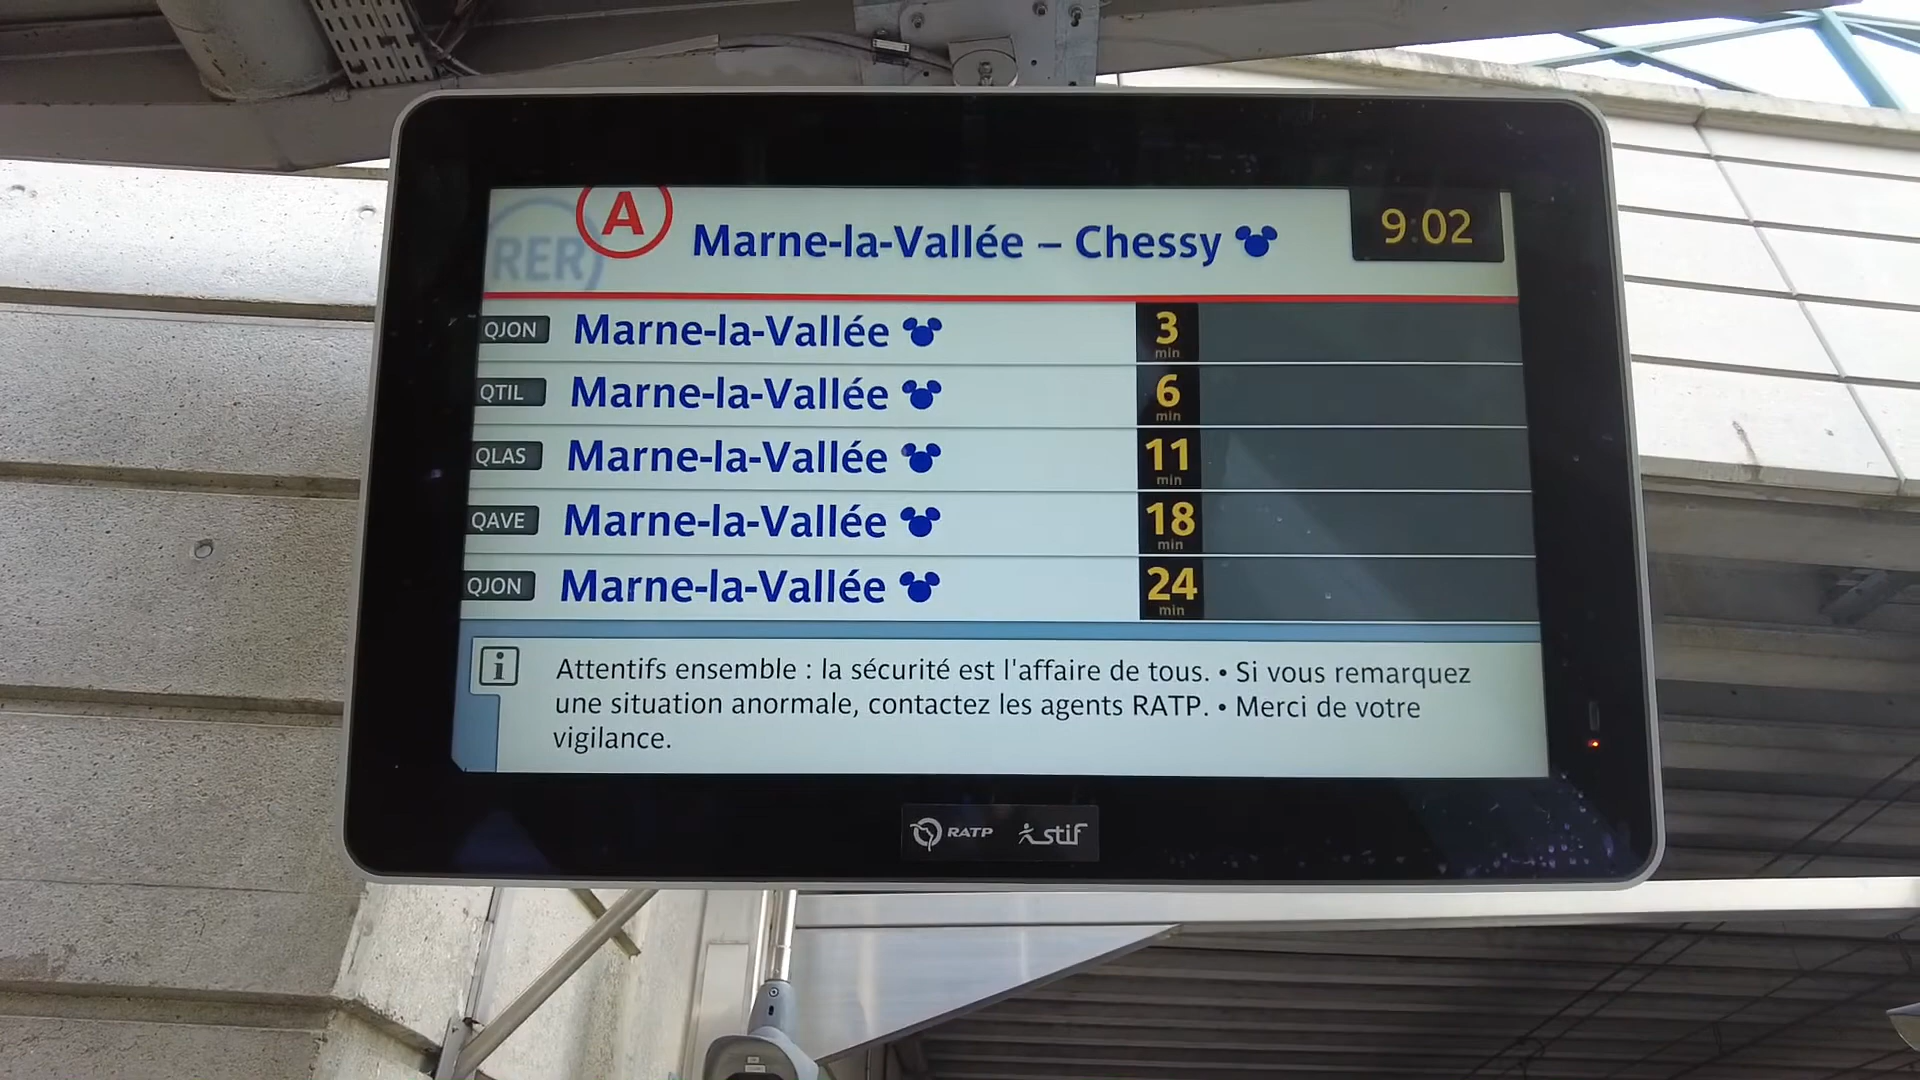 RER
A
Marne-la-Vallée – Chessy
9:02
QJON Marne-la-Vallée 3 min
QTIL Marne-la-Vallée 6 min
QLAS Marne-la-Vallée 11 min
QAVE Marne-la-Vallée 18 min
QJON Marne-la-Vallée 24 min
i
Attentifs ensemble : la sécurité est l'affaire de tous. • Si vous remarquez
une situation anormale, contactez les agents RATP. • Merci de votre
vigilance.
RATP stif